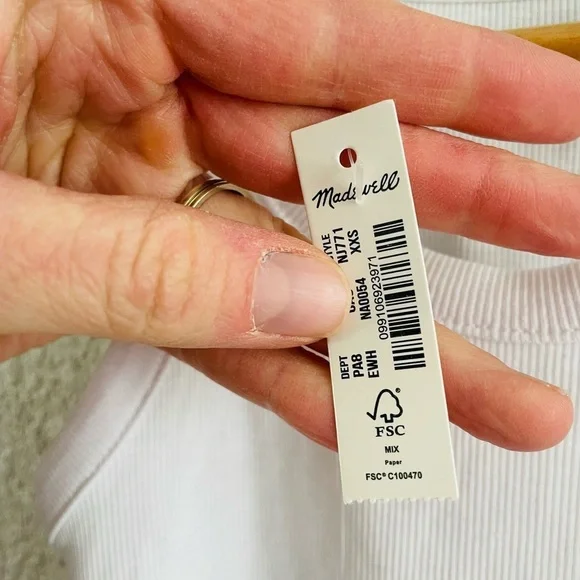 Madewell
STYLE
NJ771
XXS
NA0054
099106923971
DEPT
PA8
EWH
FSC®
MIX
Paper
FSC® C100470